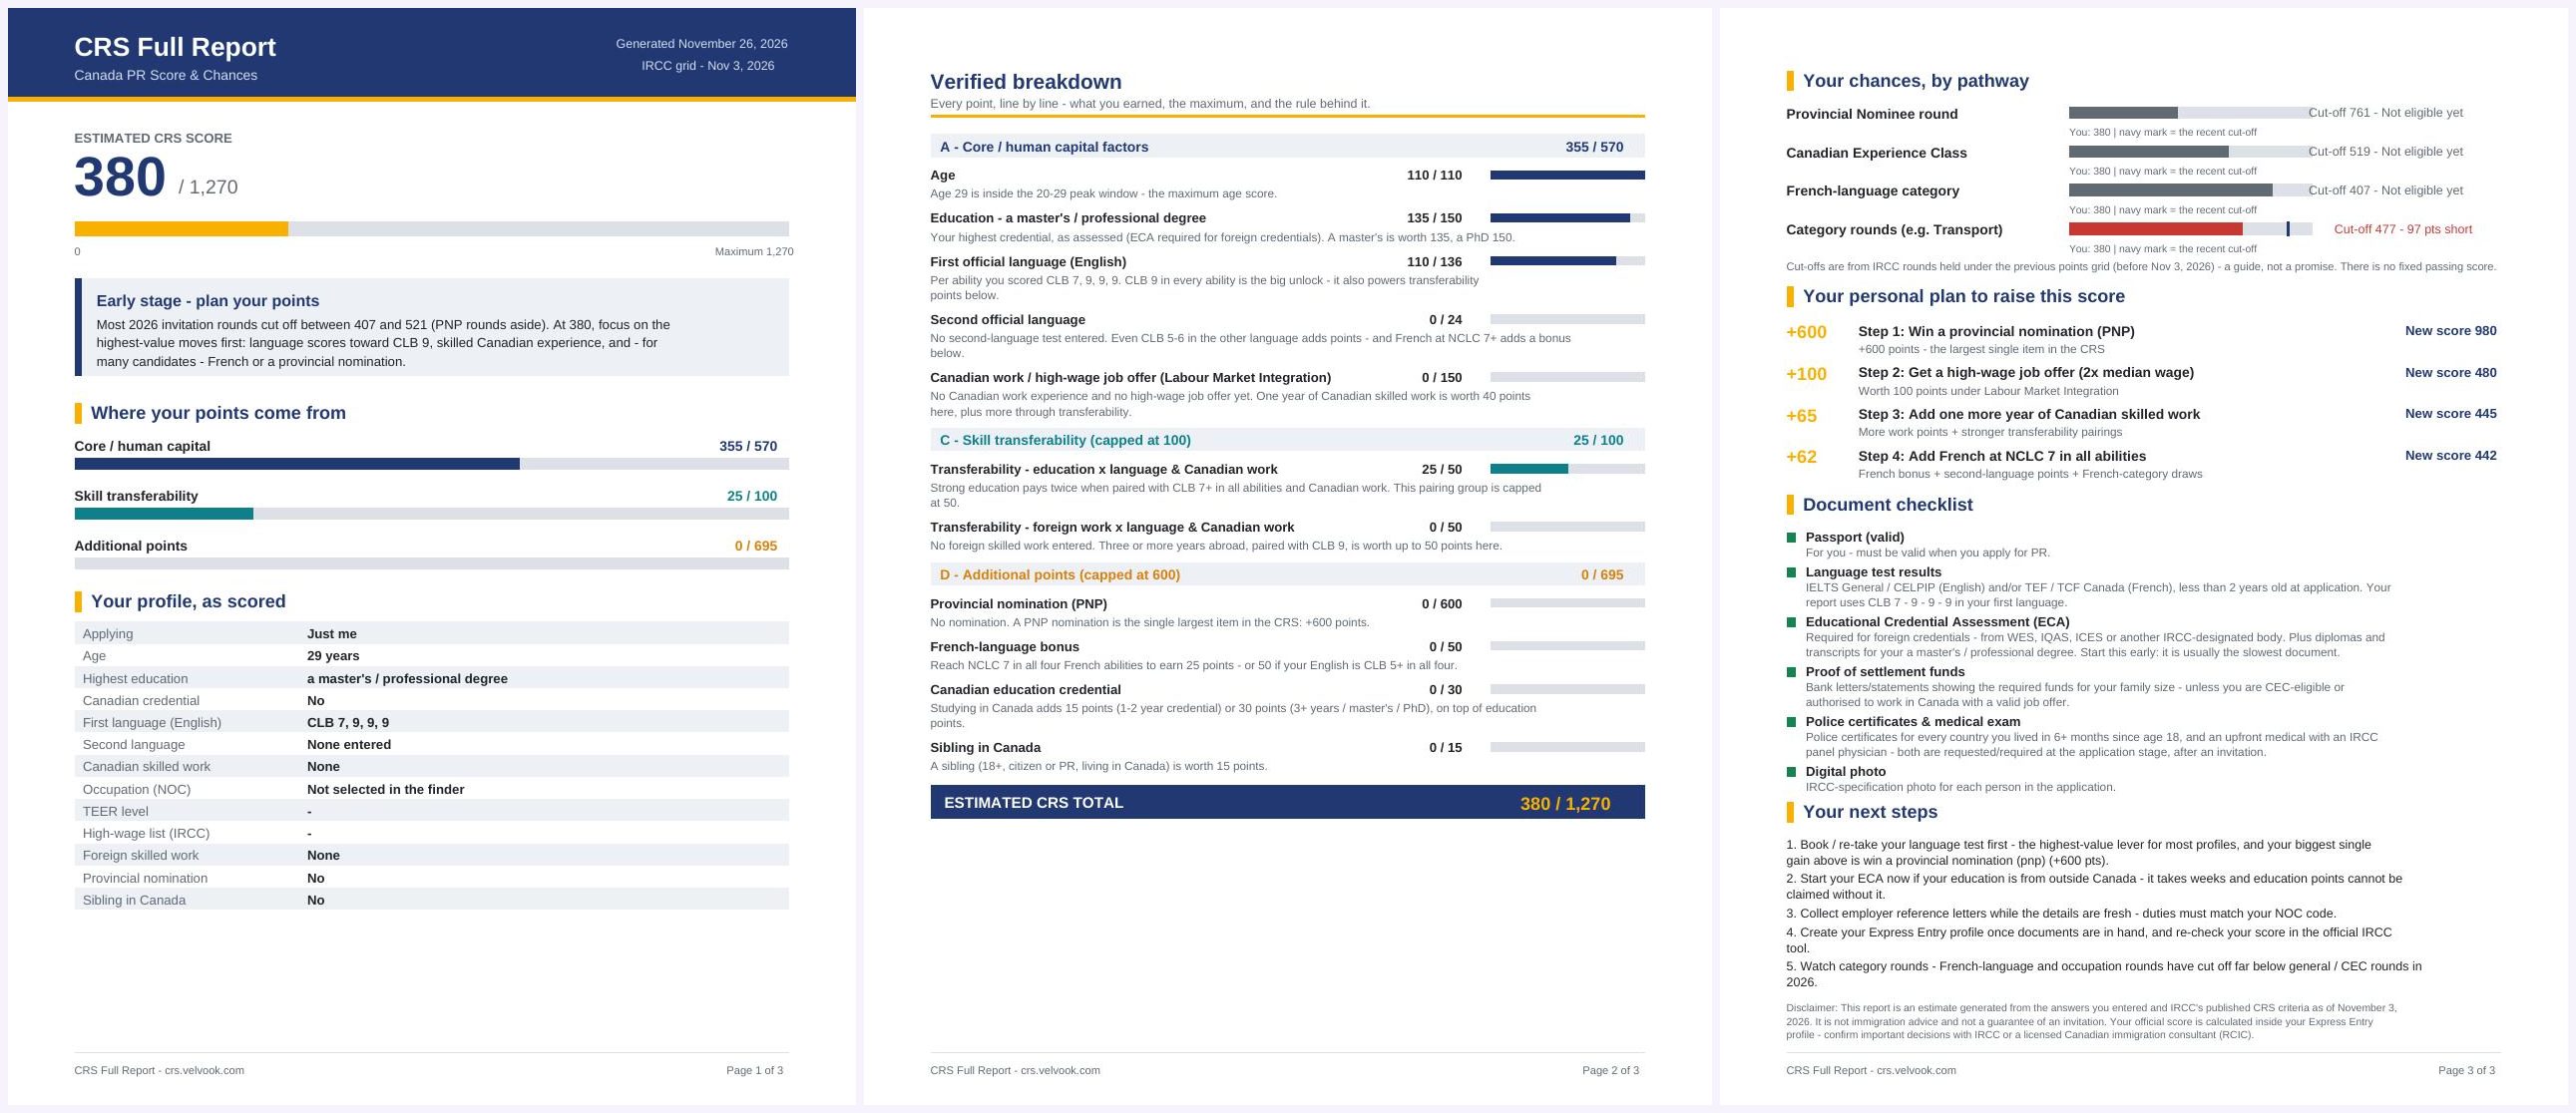 CRS Full Report
Canada PR Score & Chances
Generated November 26, 2026
IRCC grid - Nov 3, 2026
ESTIMATED CRS SCORE
380 / 1,270
0
Maximum 1,270
Early stage - plan your points
Most 2026 invitation rounds cut off between 407 and 521 (PNP rounds aside). At 380, focus on the
highest-value moves first: language scores toward CLB 9, skilled Canadian experience, and - for
many candidates - French or a provincial nomination.
Where your points come from
Core / human capital 355 / 570
Skill transferability 25 / 100
Additional points 0 / 695
Your profile, as scored
Applying Just me
Age 29 years
Highest education a master's / professional degree
Canadian credential No
First language (English) CLB 7, 9, 9, 9
Second language None entered
Canadian skilled work None
Occupation (NOC) Not selected in the finder
TEER level -
High-wage list (IRCC) -
Foreign skilled work None
Provincial nomination No
Sibling in Canada No
CRS Full Report - crs.velvook.com Page 1 of 3
Verified breakdown
Every point, line by line - what you earned, the maximum, and the rule behind it.
A - Core / human capital factors 355 / 570
Age 110 / 110
Age 29 is inside the 20-29 peak window - the maximum age score.
Education - a master's / professional degree 135 / 150
Your highest credential, as assessed (ECA required for foreign credentials). A master's is worth 135, a PhD 150.
First official language (English) 110 / 136
Per ability you scored CLB 7, 9, 9, 9. CLB 9 in every ability is the big unlock - it also powers transferability
points below.
Second official language 0 / 24
No second-language test entered. Even CLB 5-6 in the other language adds points - and French at NCLC 7+ adds a bonus
below.
Canadian work / high-wage job offer (Labour Market Integration) 0 / 150
No Canadian work experience and no high-wage job offer yet. One year of Canadian skilled work is worth 40 points
here, plus more through transferability.
C - Skill transferability (capped at 100) 25 / 100
Transferability - education x language & Canadian work 25 / 50
Strong education pays twice when paired with CLB 7+ in all abilities and Canadian work. This pairing group is capped
at 50.
Transferability - foreign work x language & Canadian work 0 / 50
No foreign skilled work entered. Three or more years abroad, paired with CLB 9, is worth up to 50 points here.
D - Additional points (capped at 600) 0 / 695
Provincial nomination (PNP) 0 / 600
No nomination. A PNP nomination is the single largest item in the CRS: +600 points.
French-language bonus 0 / 50
Reach NCLC 7 in all four French abilities to earn 25 points - or 50 if your English is CLB 5+ in all four.
Canadian education credential 0 / 30
Studying in Canada adds 15 points (1-2 year credential) or 30 points (3+ years / master's / PhD), on top of education
points.
Sibling in Canada 0 / 15
A sibling (18+, citizen or PR, living in Canada) is worth 15 points.
ESTIMATED CRS TOTAL 380 / 1,270
CRS Full Report - crs.velvook.com Page 2 of 3
Your chances, by pathway
Provincial Nominee round Cut-off 761 - Not eligible yet
You: 380 | navy mark = the recent cut-off
Canadian Experience Class Cut-off 519 - Not eligible yet
You: 380 | navy mark = the recent cut-off
French-language category Cut-off 407 - Not eligible yet
You: 380 | navy mark = the recent cut-off
Category rounds (e.g. Transport) Cut-off 477 - 97 pts short
You: 380 | navy mark = the recent cut-off
Cut-offs are from IRCC rounds held under the previous points grid (before Nov 3, 2026) - a guide, not a promise. There is no fixed passing score.
Your personal plan to raise this score
+600 Step 1: Win a provincial nomination (PNP) New score 980
+600 points - the largest single item in the CRS
+100 Step 2: Get a high-wage job offer (2x median wage) New score 480
Worth 100 points under Labour Market Integration
+65 Step 3: Add one more year of Canadian skilled work New score 445
More work points + stronger transferability pairings
+62 Step 4: Add French at NCLC 7 in all abilities New score 442
French bonus + second-language points + French-category draws
Document checklist
Passport (valid)
For you - must be valid when you apply for PR.
Language test results
IELTS General / CELPIP (English) and/or TEF / TCF Canada (French), less than 2 years old at application. Your
report uses CLB 7 - 9 - 9 - 9 in your first language.
Educational Credential Assessment (ECA)
Required for foreign credentials - from WES, IQAS, ICES or another IRCC-designated body. Plus diplomas and
transcripts for your a master's / professional degree. Start this early: it is usually the slowest document.
Proof of settlement funds
Bank letters/statements showing the required funds for your family size - unless you are CEC-eligible or
authorised to work in Canada with a valid job offer.
Police certificates & medical exam
Police certificates for every country you lived in 6+ months since age 18, and an upfront medical with an IRCC
panel physician - both are requested/required at the application stage, after an invitation.
Digital photo
IRCC-specification photo for each person in the application.
Your next steps
1. Book / re-take your language test first - the highest-value lever for most profiles, and your biggest single
gain above is win a provincial nomination (pnp) (+600 pts).
2. Start your ECA now if your education is from outside Canada - it takes weeks and education points cannot be
claimed without it.
3. Collect employer reference letters while the details are fresh - duties must match your NOC code.
4. Create your Express Entry profile once documents are in hand, and re-check your score in the official IRCC
tool.
5. Watch category rounds - French-language and occupation rounds have cut off far below general / CEC rounds in
2026.
Disclaimer: This report is an estimate generated from the answers you entered and IRCC's published CRS criteria as of November 3,
2026. It is not immigration advice and not a guarantee of an invitation. Your official score is calculated inside your Express Entry
profile - confirm important decisions with IRCC or a licensed Canadian immigration consultant (RCIC).
CRS Full Report - crs.velvook.com Page 3 of 3